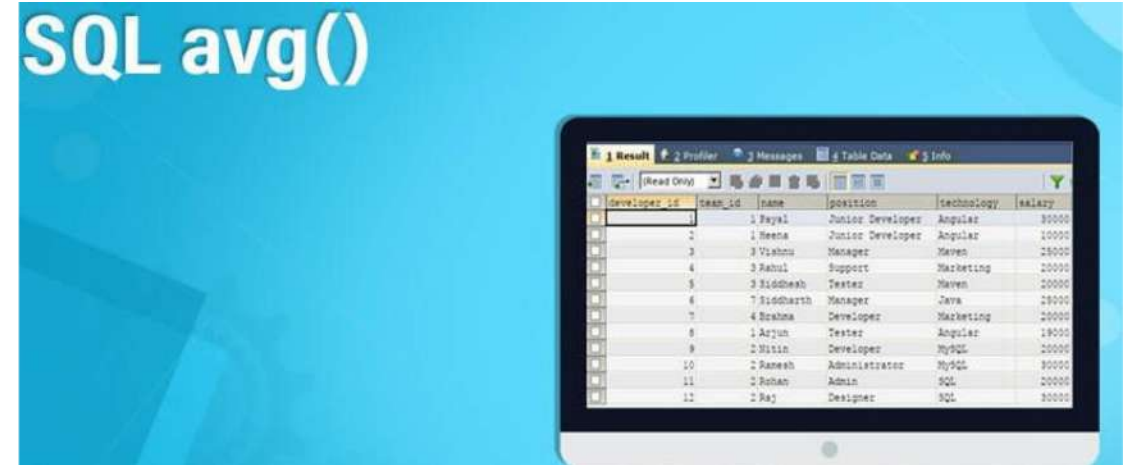 SQL avg()
1 Result 2 Profiler 3 Messages 4 Table Data 5 Info
(Read Only)
developer_id team_id name position technology salary
1 1 Payal Junior Developer Angular 30000
2 1 Heena Junior Developer Angular 10000
3 3 Vishnu Manager Maven 25000
4 3 Rahul Support Marketing 20000
5 3 Siddhesh Tester Maven 20000
6 7 Siddharth Manager Java 25000
7 4 Brahma Developer Marketing 20000
8 1 Arjun Tester Angular 19000
9 2 Nitin Developer MySQL 20000
10 2 Ramesh Administrator MySQL 30000
11 2 Rohan Admin SQL 20000
12 2 Raj Designer SQL 30000